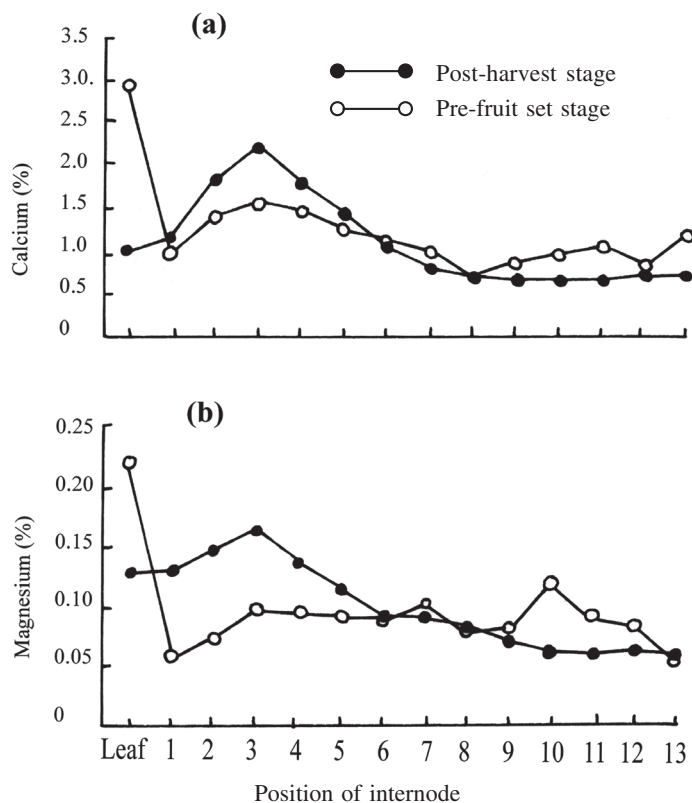 (a)
3.5
3.0
2.5
2.0
1.5
1.0
0.5
0
Calcium (%)
Post-harvest stage
Pre-fruit set stage
(b)
0.25
0.20
0.15
0.10
0.05
0
Magnesium (%)
Leaf 1 2 3 4 5 6 7 8 9 10 11 12 13
Position of internode